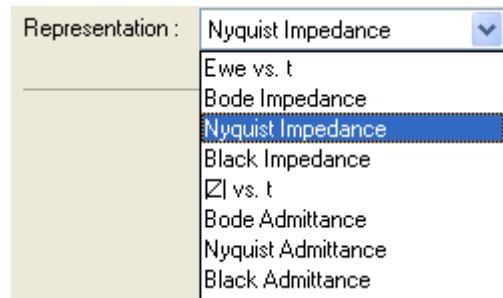 Representation : Nyquist Impedance
Ewe vs. t
Bode Impedance
Nyquist Impedance
Black Impedance
|Z| vs. t
Bode Admittance
Nyquist Admittance
Black Admittance